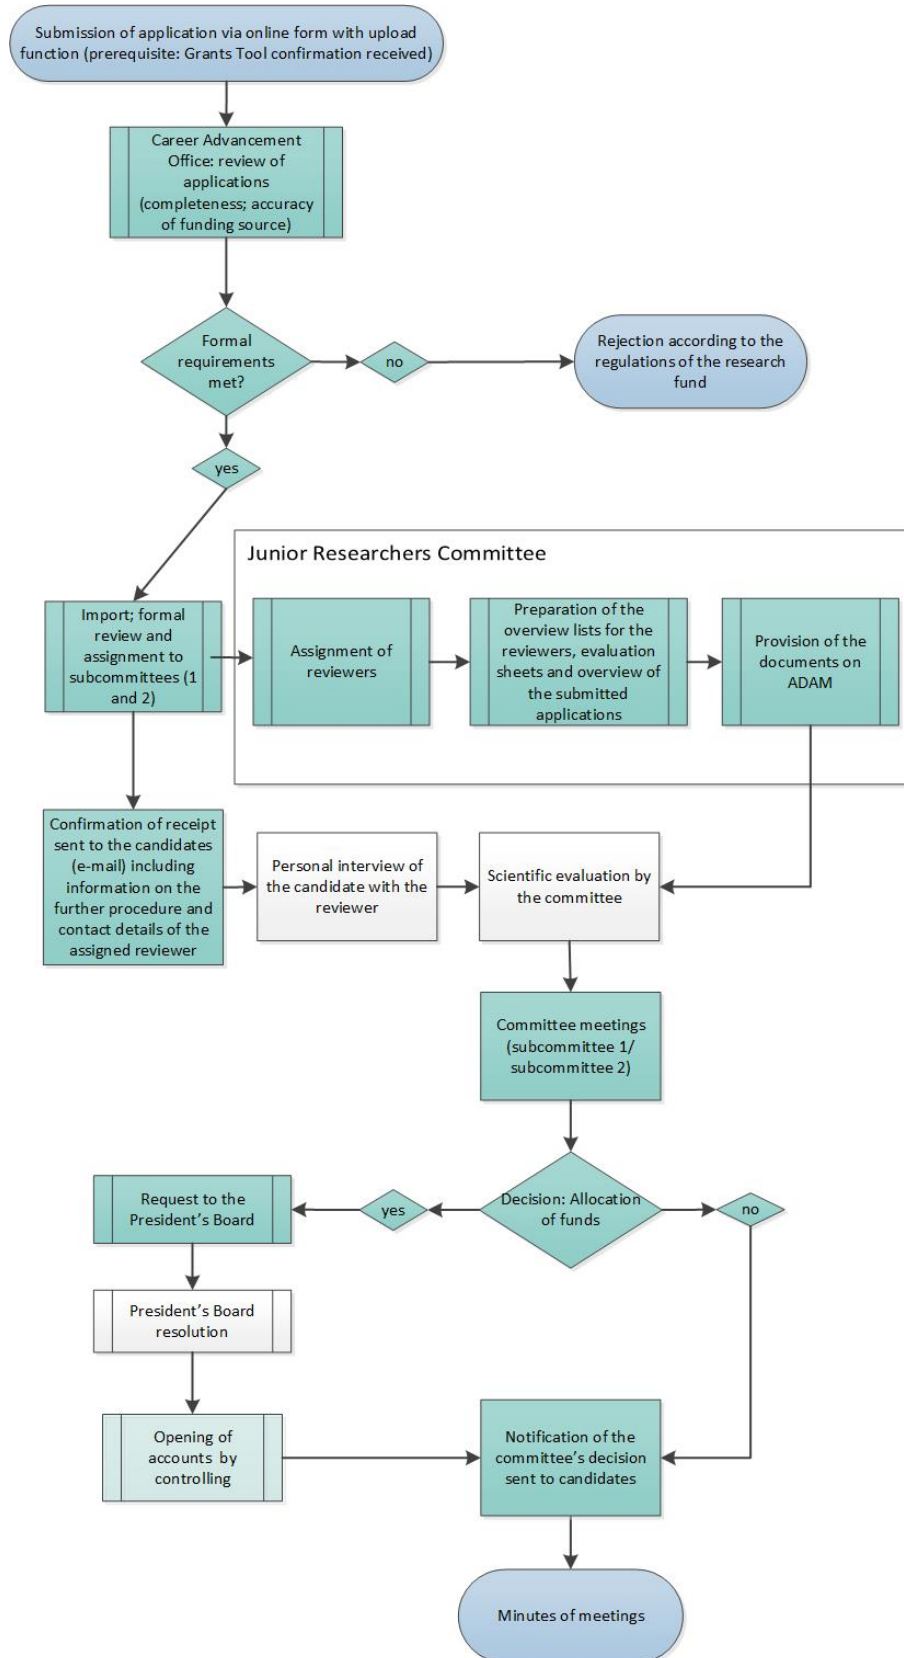 Submission of application via online form with upload
function (prerequisite: Grants Tool confirmation received)
Career Advancement
Office: review of
applications
(completeness; accuracy
of funding source)
Formal
requirements
met?
no
Rejection according to the
regulations of the research
fund
yes
Junior Researchers Committee
Import; formal
review and
assignment to
subcommittees (1
and 2)
Assignment of
reviewers
Preparation of the
overview lists for the
reviewers, evaluation
sheets and overview of
the submitted
applications
Provision of the
documents on
ADAM
Confirmation of receipt
sent to the candidates
(e-mail) including
information on the
further procedure and
contact details of the
assigned reviewer
Personal interview of
the candidate with the
reviewer
Scientific evaluation by
the committee
Committee meetings
(subcommittee 1/
subcommittee 2)
Decision: Allocation
of funds
yes
no
Request to the
President's Board
President's Board
resolution
Opening of
accounts by
controlling
Notification of the
committee's decision
sent to candidates
Minutes of meetings